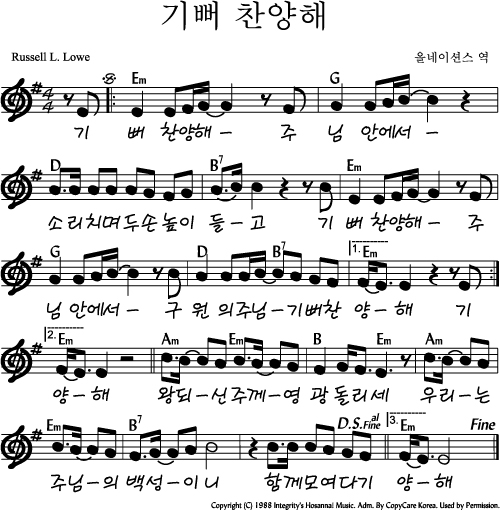 기뻐 찬양해
Russell L. Lowe 올네이션스 역
Em G
기 뻐 찬양해 - 주 님 안에서 -
D B7 Em
소리치며두손높이 들 - 고 기 뻐 찬양해 - 주
G D B7 1. Em
님 안에서 - 구 원 의주님 - 기뻐찬 양 - 해 기
2. Em Am Em B Em Am
양 - 해 왕되 - 신주께 - 영 광 돌리세 우리 - 는
Em B7 D.S. al Fine 3. Em Fine
주님 - 의 백성 - 이니 함께모여다기 양 - 해
Copyright (C) 1988 Integrity's Hosanna! Music. Adm. By CopyCare Korea. Used by Permission.